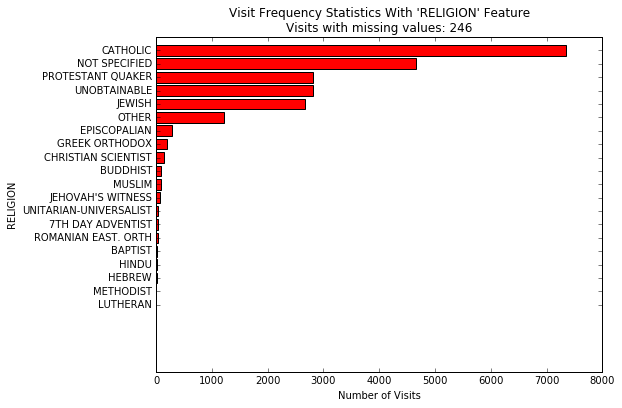 Visit Frequency Statistics With 'RELIGION' Feature
Visits with missing values: 246
CATHOLIC
NOT SPECIFIED
PROTESTANT QUAKER
UNOBTAINABLE
JEWISH
OTHER
EPISCOPALIAN
GREEK ORTHODOX
CHRISTIAN SCIENTIST
BUDDHIST
MUSLIM
JEHOVAH'S WITNESS
UNITARIAN-UNIVERSALIST
7TH DAY ADVENTIST
ROMANIAN EAST. ORTH
BAPTIST
HINDU
HEBREW
METHODIST
LUTHERAN
RELIGION
0 1000 2000 3000 4000 5000 6000 7000 8000
Number of Visits